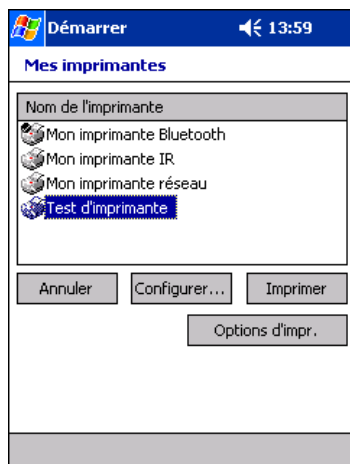 Démarrer 13:59
Mes imprimantes
Nom de l'imprimante
Mon imprimante Bluetooth
Mon imprimante IR
Mon imprimante réseau
Test d'imprimante
Annuler Configurer... Imprimer
Options d'impr.